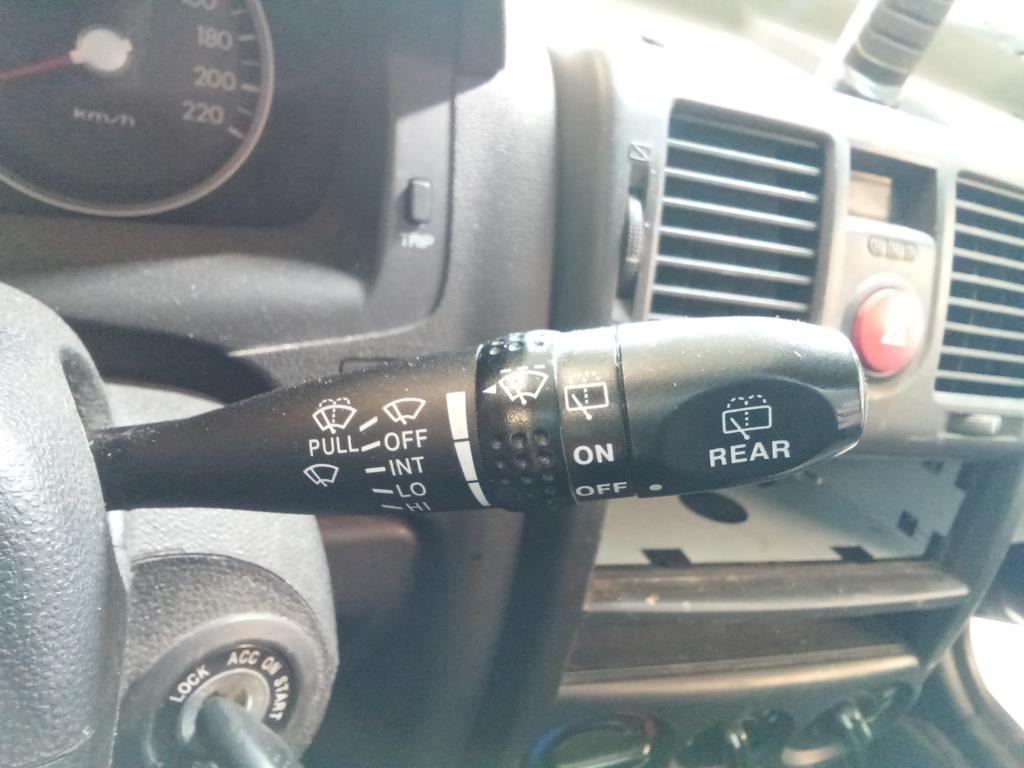 180
200
220
km/h
TRIP
PULL
OFF
INT
LO
HI
ON
OFF
REAR
LOCK ACC ON START